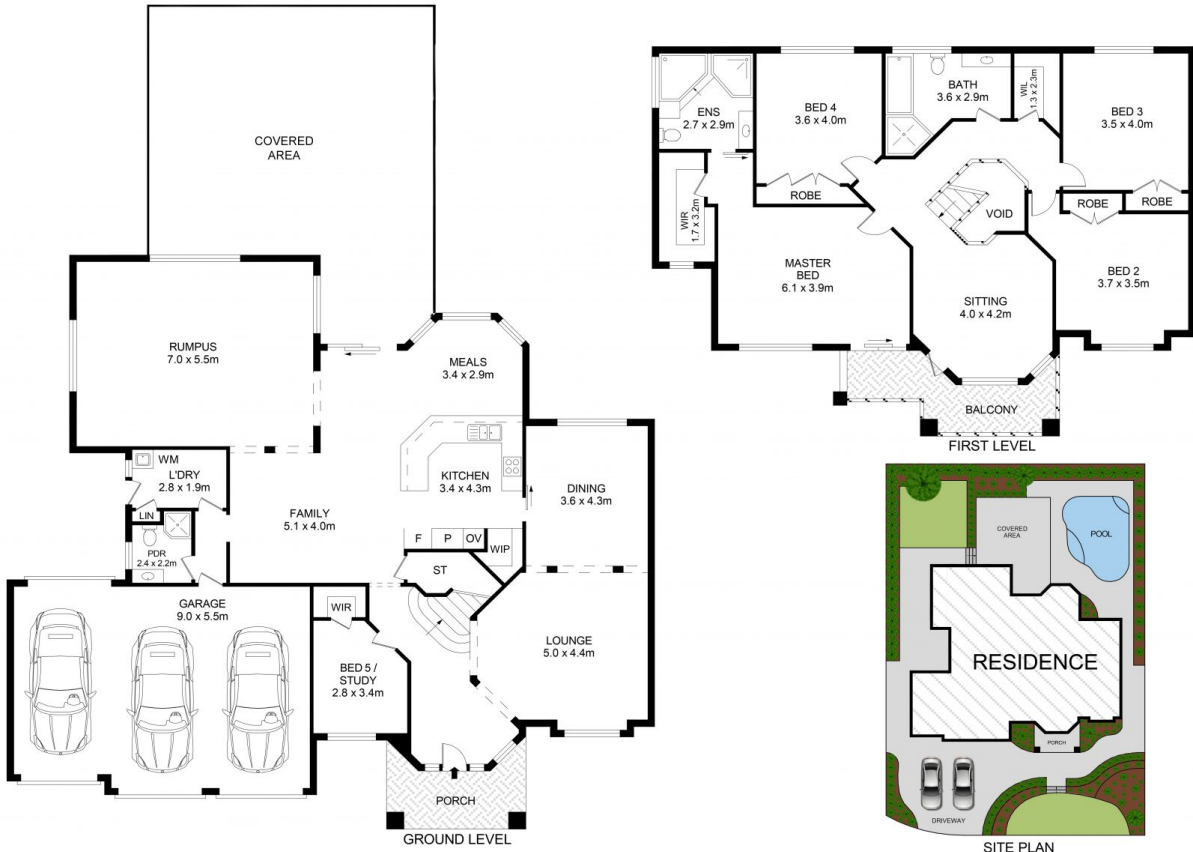 COVERED
AREA
RUMPUS
7.0 x 5.5m
MEALS
3.4 x 2.9m
WM
L'DRY
2.8 x 1.9m
LIN
PDR
2.4 x 2.2m
FAMILY
5.1 x 4.0m
KITCHEN
3.4 x 4.3m
DINING
3.6 x 4.3m
F
P
OV
WIP
ST
GARAGE
9.0 x 5.5m
WIR
BED 5 /
STUDY
2.8 x 3.4m
LOUNGE
5.0 x 4.4m
PORCH
GROUND LEVEL
ENS
2.7 x 2.9m
BED 4
3.6 x 4.0m
BATH
3.6 x 2.9m
WIL
1.3 x 2.3m
BED 3
3.5 x 4.0m
WIR
1.7 x 3.2m
ROBE
VOID
ROBE
ROBE
MASTER
BED
6.1 x 3.9m
SITTING
4.0 x 4.2m
BED 2
3.7 x 3.5m
BALCONY
FIRST LEVEL
COVERED
AREA
POOL
RESIDENCE
PORCH
DRIVEWAY
SITE PLAN